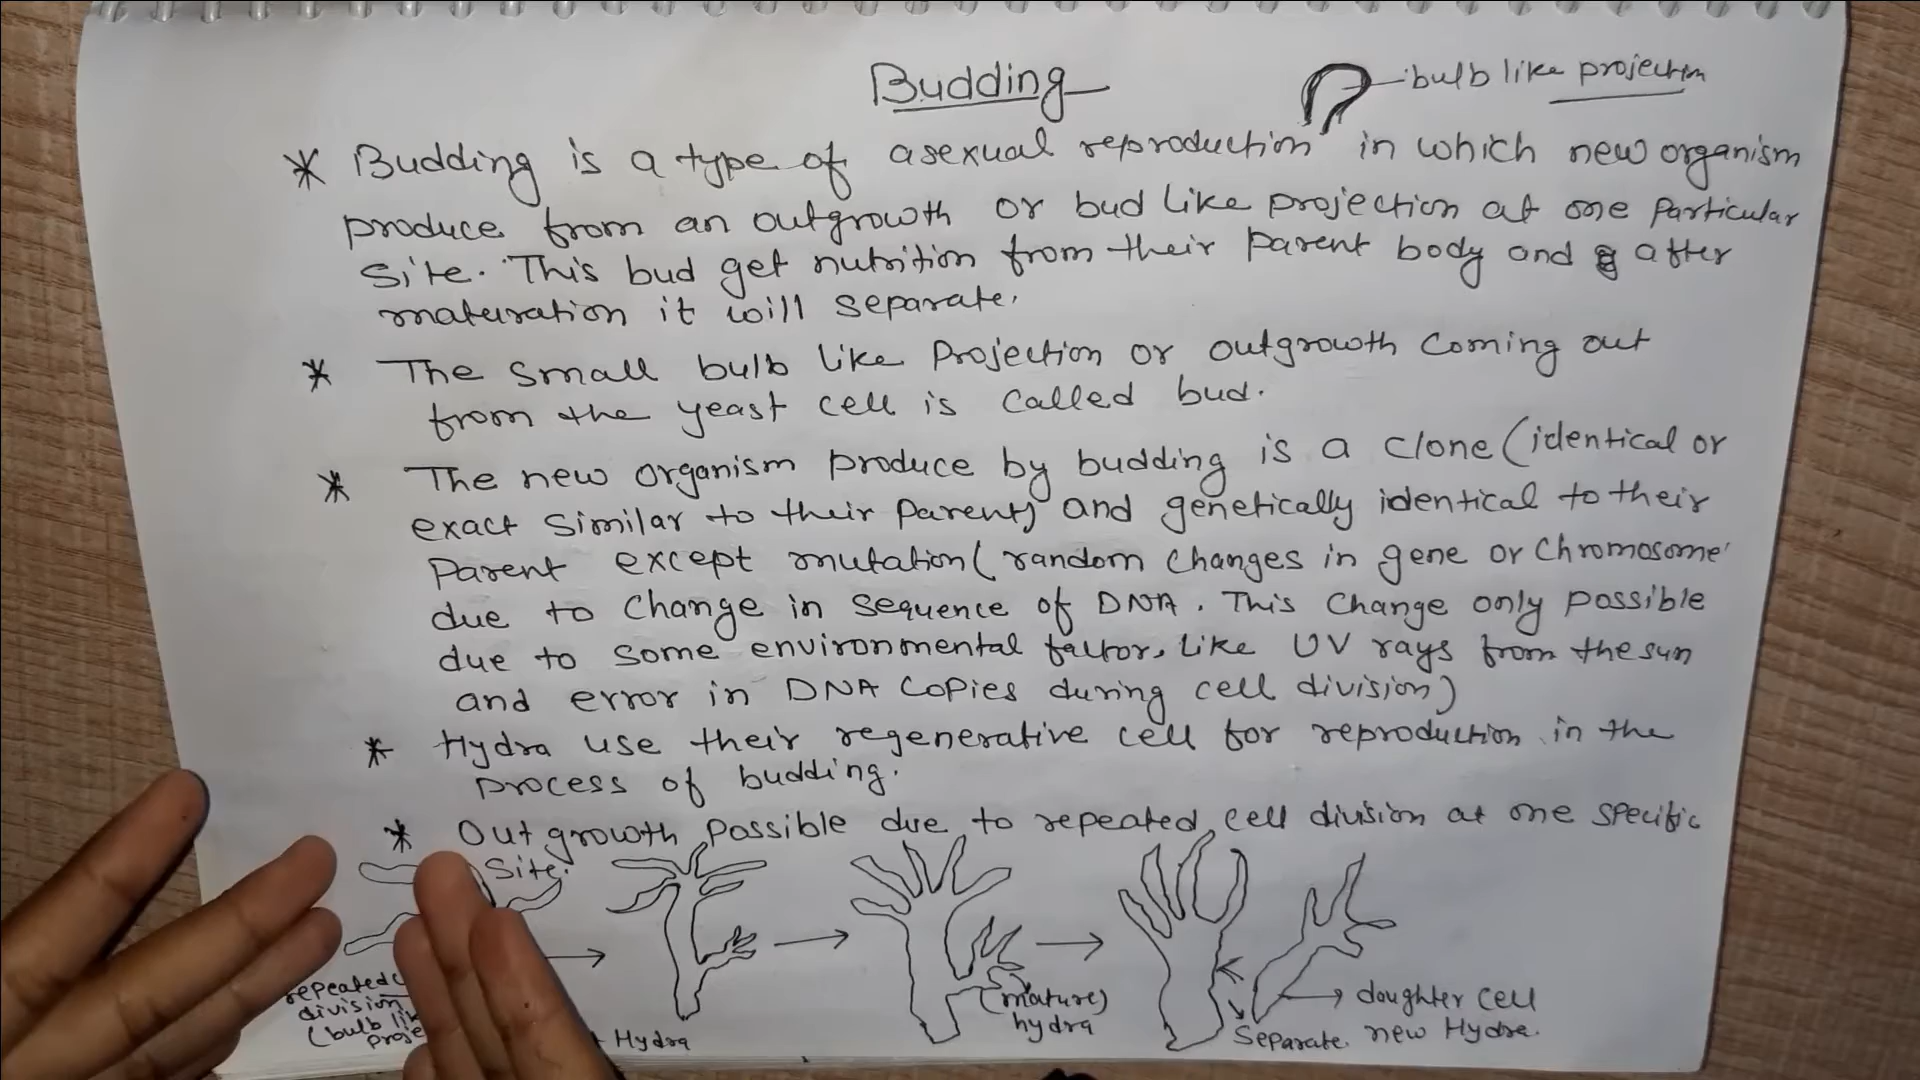 Budding
bulb like projection
* Budding is a type of asexual reproduction in which new organism
produce from an outgrowth or bud like projection at one particular
site. This bud get nutrition from their parent body and after
maturation it will separate.
* The small bulb like projection or outgrowth coming out
from the yeast cell is called bud.
* The new organism produce by budding is a clone (identical or
exact similar to their parent) and genetically identical to their
parent except mutation (random changes in gene or chromosome
due to change in sequence of DNA. This change only possible
due to some environmental factor, like UV rays from the sun
and error in DNA copies during cell division)
* Hydra use their regenerative cell for reproduction in the
process of budding.
* Outgrowth possible due to repeated cell division at one specific
site.
repeated
division
(bulb
Hydra
(mature)
hydra
Separate
daughter cell
new Hydra.